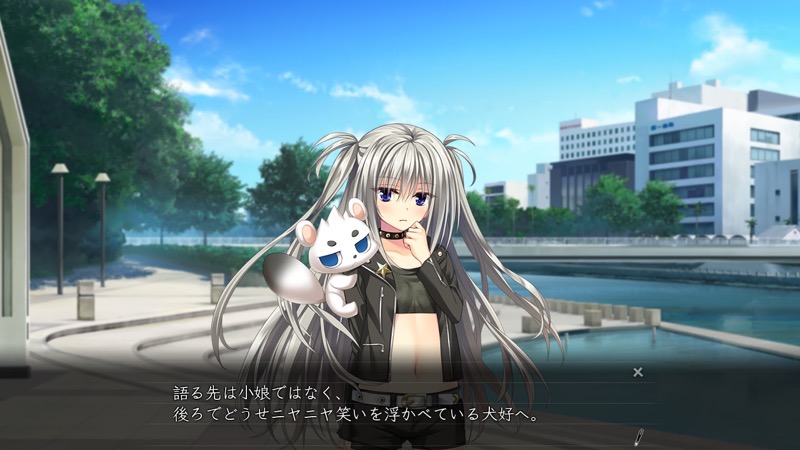 語る先は小娘ではなく、
後ろでどうせニヤニヤ笑いを浮かべている犬好へ。